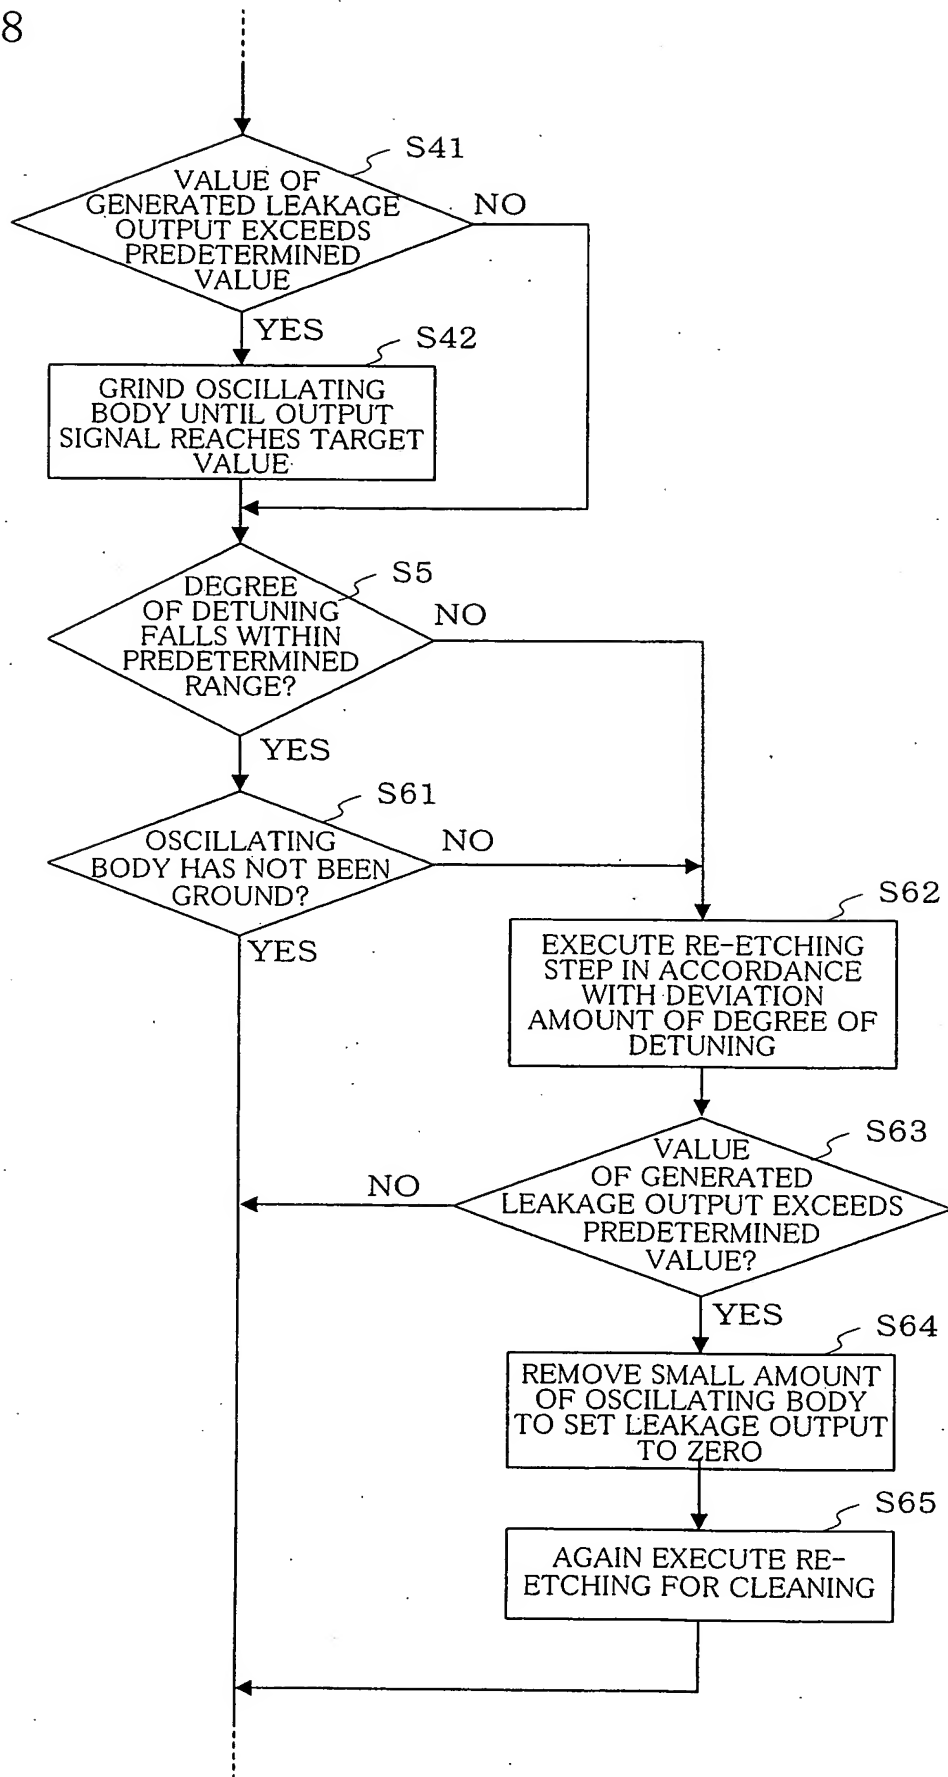 8
S41
VALUE OF
GENERATED LEAKAGE
OUTPUT EXCEEDS
PREDETERMINED
VALUE
NO
YES
S42
GRIND OSCILLATING
BODY UNTIL OUTPUT
SIGNAL REACHES TARGET
VALUE
S5
DEGREE
OF DETUNING
FALLS WITHIN
PREDETERMINED
RANGE?
NO
YES
S61
OSCILLATING
BODY HAS NOT BEEN
GROUND?
NO
YES
S62
EXECUTE RE-ETCHING
STEP IN ACCORDANCE
WITH DEVIATION
AMOUNT OF DEGREE OF
DETUNING
S63
VALUE
OF GENERATED
LEAKAGE OUTPUT EXCEEDS
PREDETERMINED
VALUE?
NO
YES
S64
REMOVE SMALL AMOUNT
OF OSCILLATING BODY
TO SET LEAKAGE OUTPUT
TO ZERO
S65
AGAIN EXECUTE RE-
ETCHING FOR CLEANING